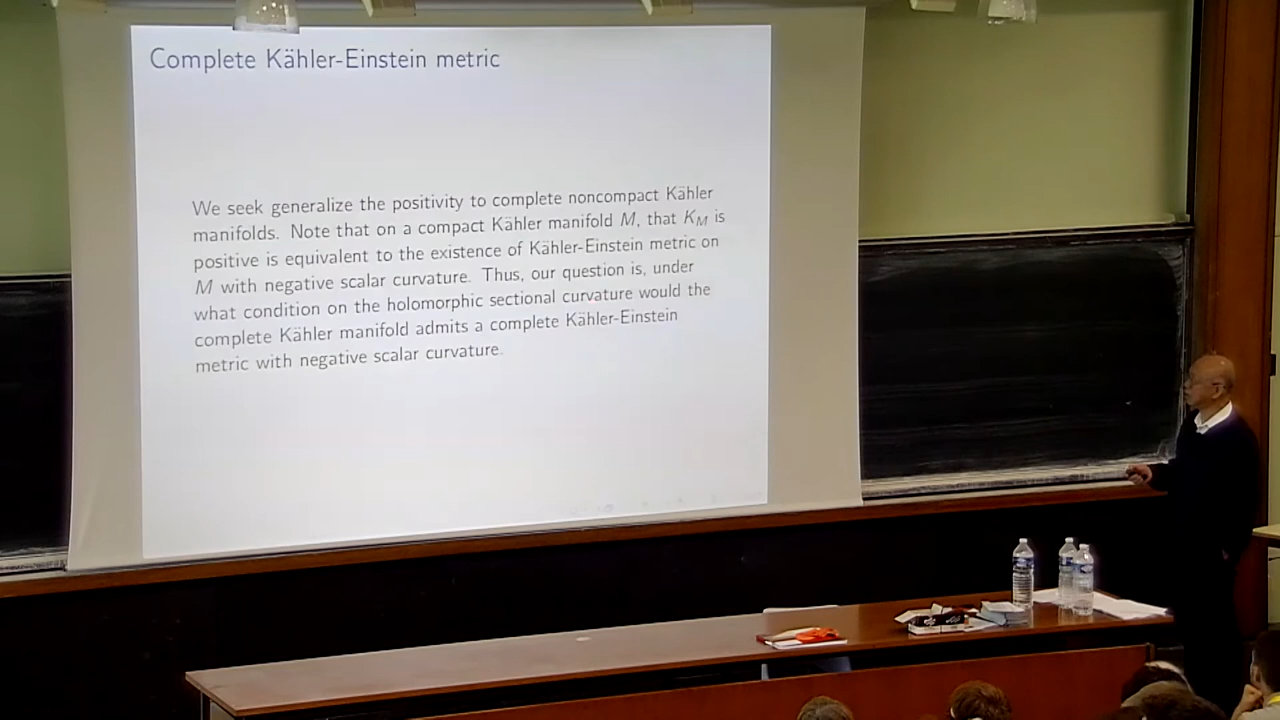 Complete Kähler-Einstein metric
We seek generalize the positivity to complete noncompact Kähler
manifolds. Note that on a compact Kähler manifold M, that K_M is
positive is equivalent to the existence of Kähler-Einstein metric on
M with negative scalar curvature. Thus, our question is, under
what condition on the holomorphic sectional curvature would the
complete Kähler manifold admits a complete Kähler-Einstein
metric with negative scalar curvature.